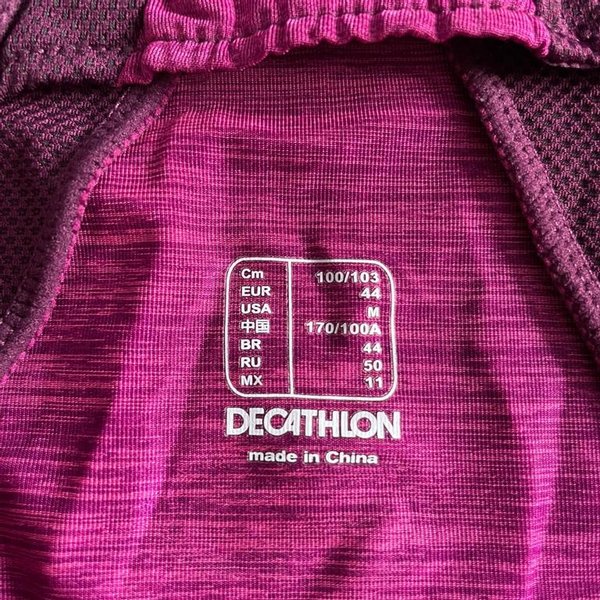 Cm 100/103
EUR 44
USA M
中国 170/100A
BR 44
RU 50
MX 11
DECATHLON
made in China